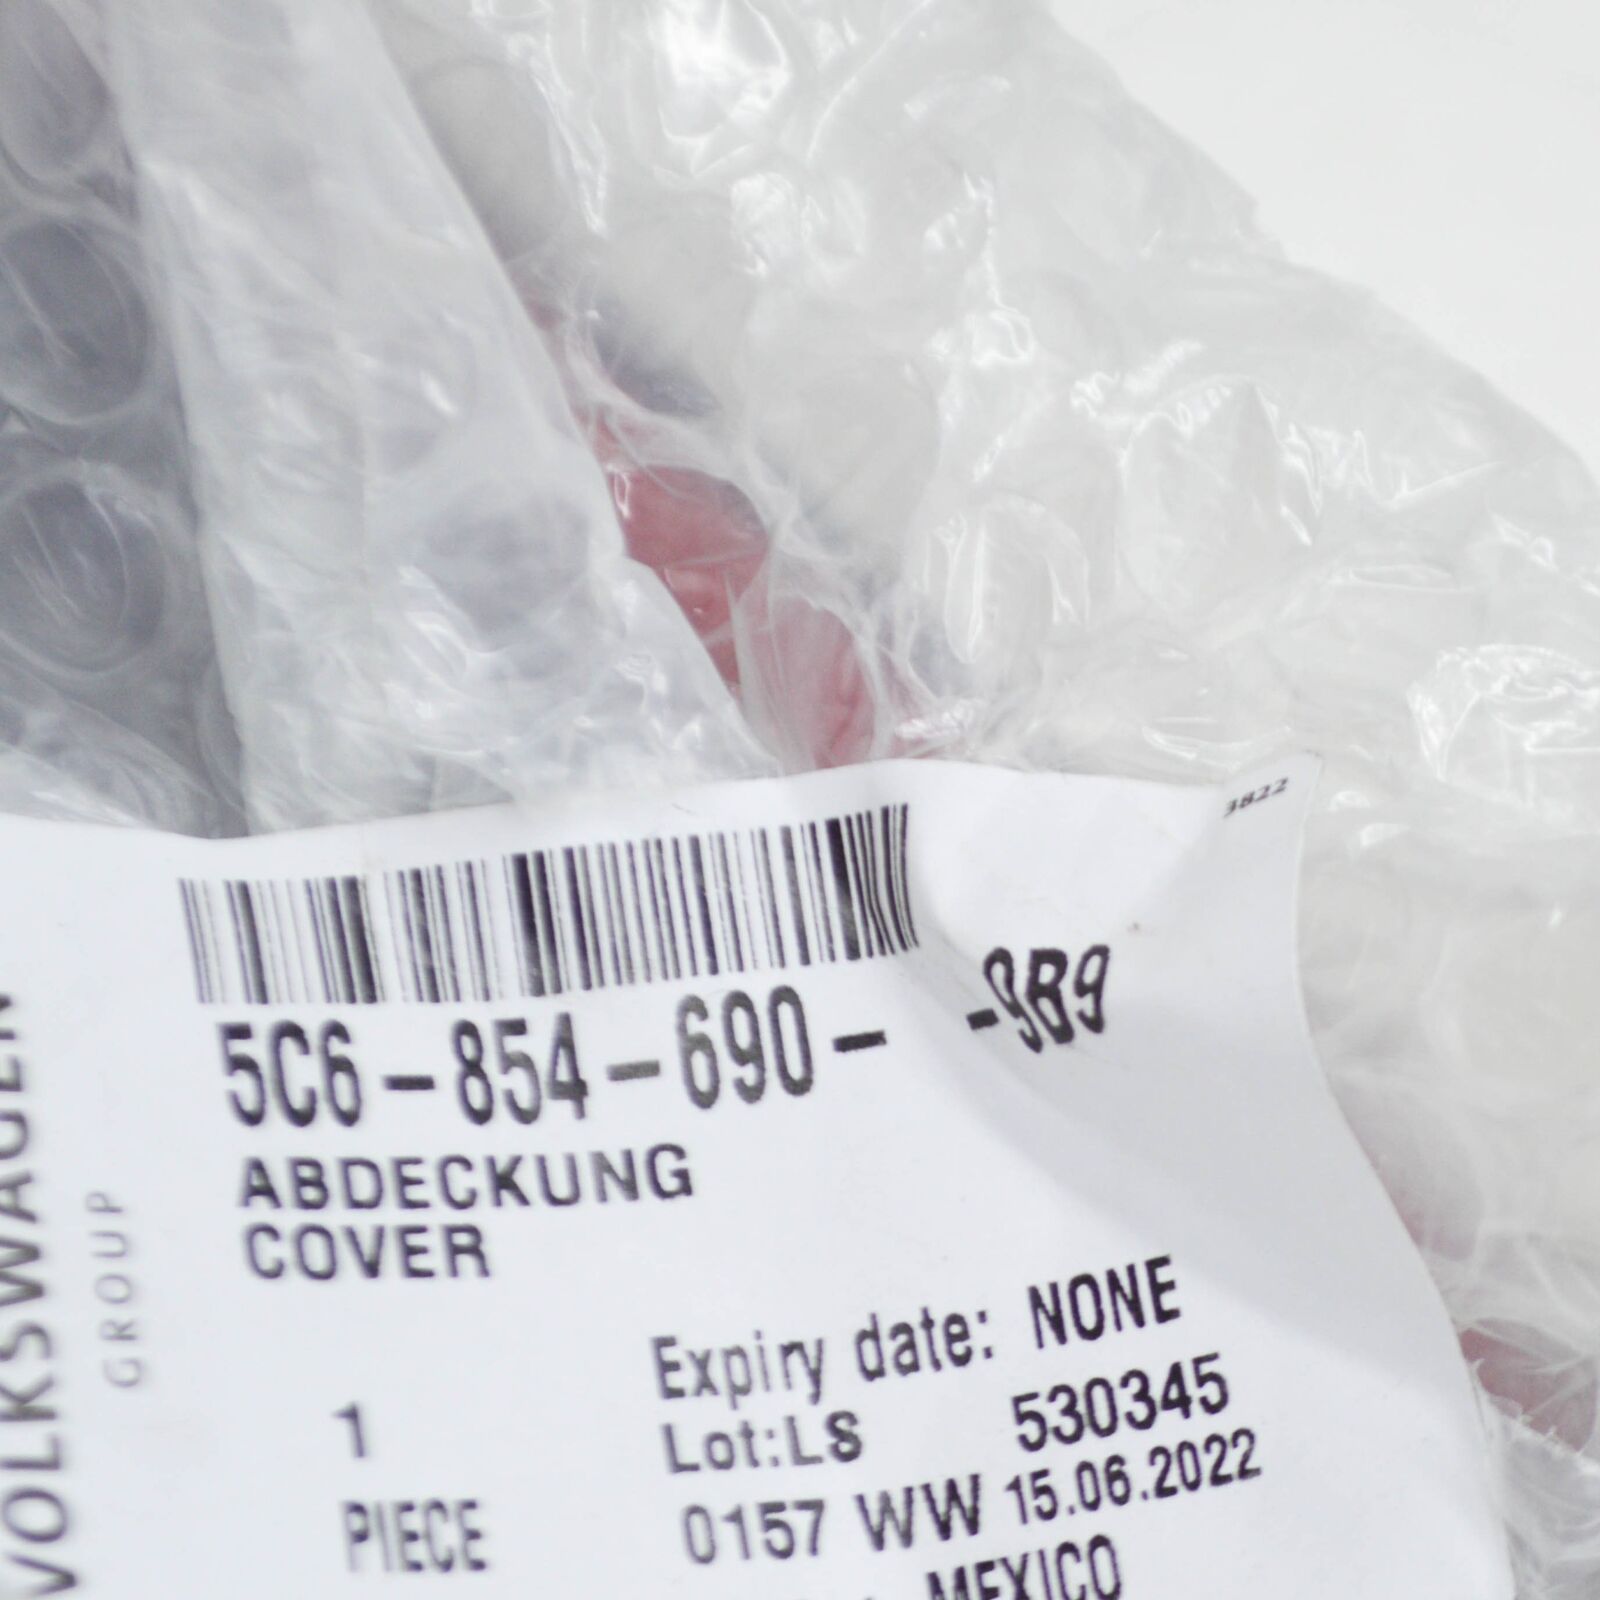 3822
5C6-854-690- -9B9
ABDECKUNG
COVER
Expiry date: NONE
1 Lot:LS 530345
PIECE 0157 WW 15.06.2022
MEXICO
VOLKSWAGEN
GROUP